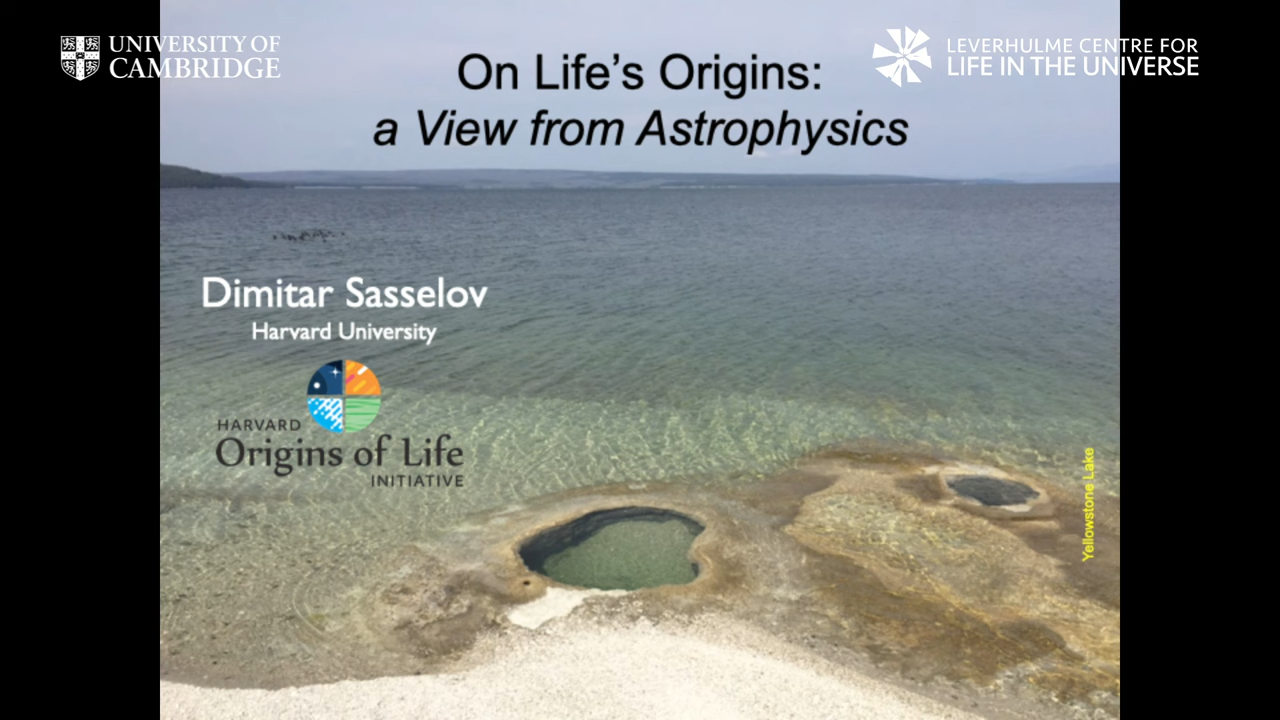 UNIVERSITY OF
CAMBRIDGE
On Life's Origins:
a View from Astrophysics
LEVERHULME CENTRE FOR
LIFE IN THE UNIVERSE
Dimitar Sasselov
Harvard University
HARVARD
Origins of Life
INITIATIVE
Yellowstone Lake